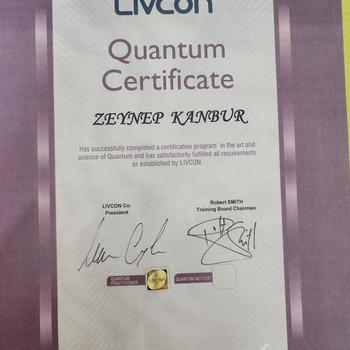 Livcon
Quantum
Certificate
ZEYNEP KANBUR
Has successfully completed a certification program in the art and
science of Quantum and has satisfactorily fulfilled all requirements
as established by LIVCON.
LIVCON Co.
President
Robert SMITH
Training Board Chairman
QUANTUM
PRACTITIONER
LIVCON
QUANTUM ACTIVIST